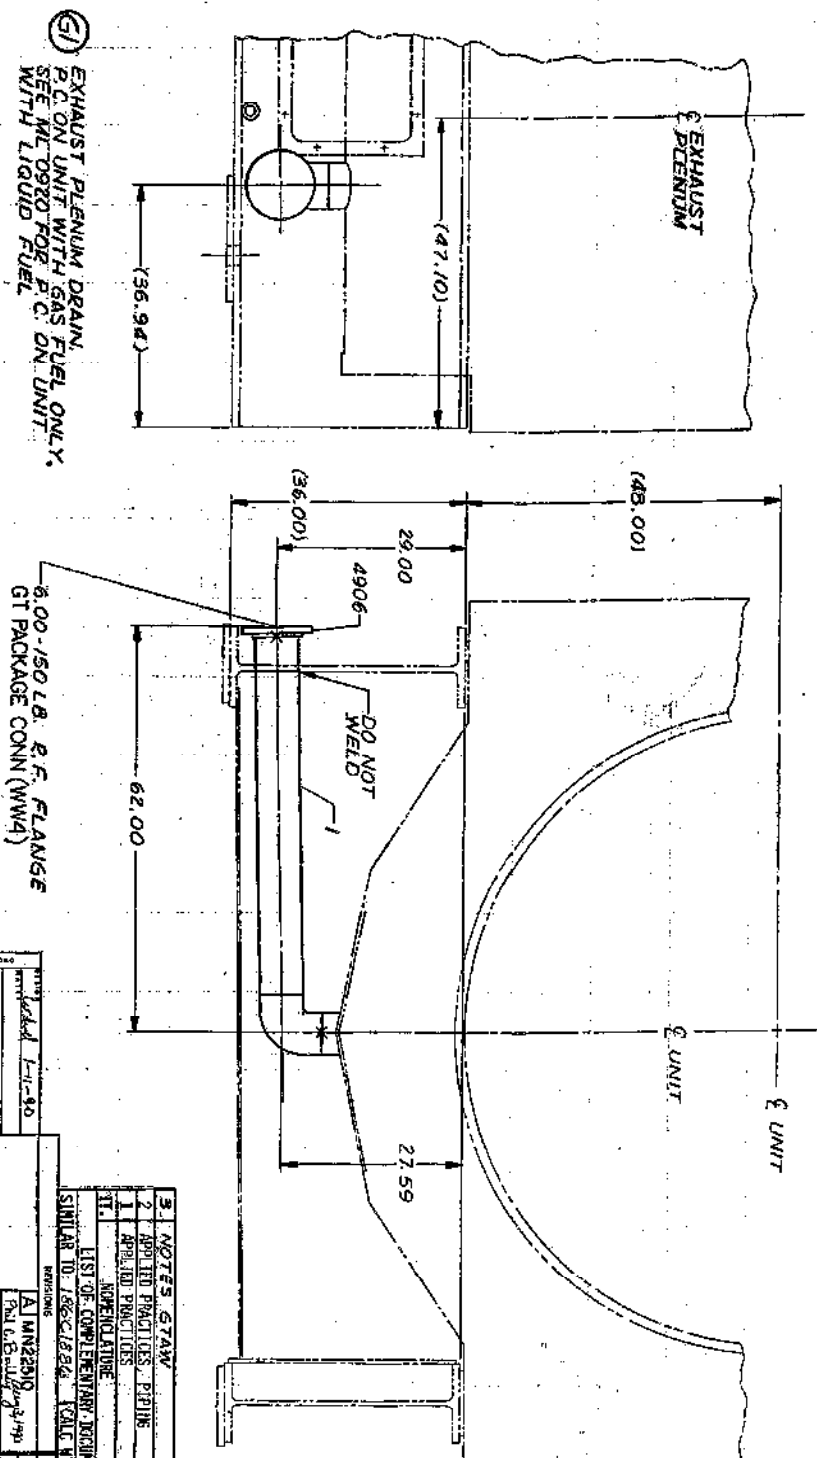 G1
EXHAUST PLENUM DRAIN.
P.C. ON UNIT WITH GAS FUEL ONLY.
SEE ML 0920 FOR P.C. ON UNIT
WITH LIQUID FUEL.
(36.94)
(47.10)
℄ EXHAUST
PLENUM
(48.00)
(36.00)
29.00
4906
DO NOT
WELD
1
62.00
6.00-150 LB. R.F. FLANGE
GT PACKAGE CONN (WW4)
27.59
℄ UNIT
℄ UNIT
3. NOTES GTAW
2 APPLIED PRACTICES, PIPING
1 APPLIED PRACTICES
IT. NOMENCLATURE
LIST OF COMPLEMENTARY
SIMILAR TO:
REVISIONS
A
1-11-90